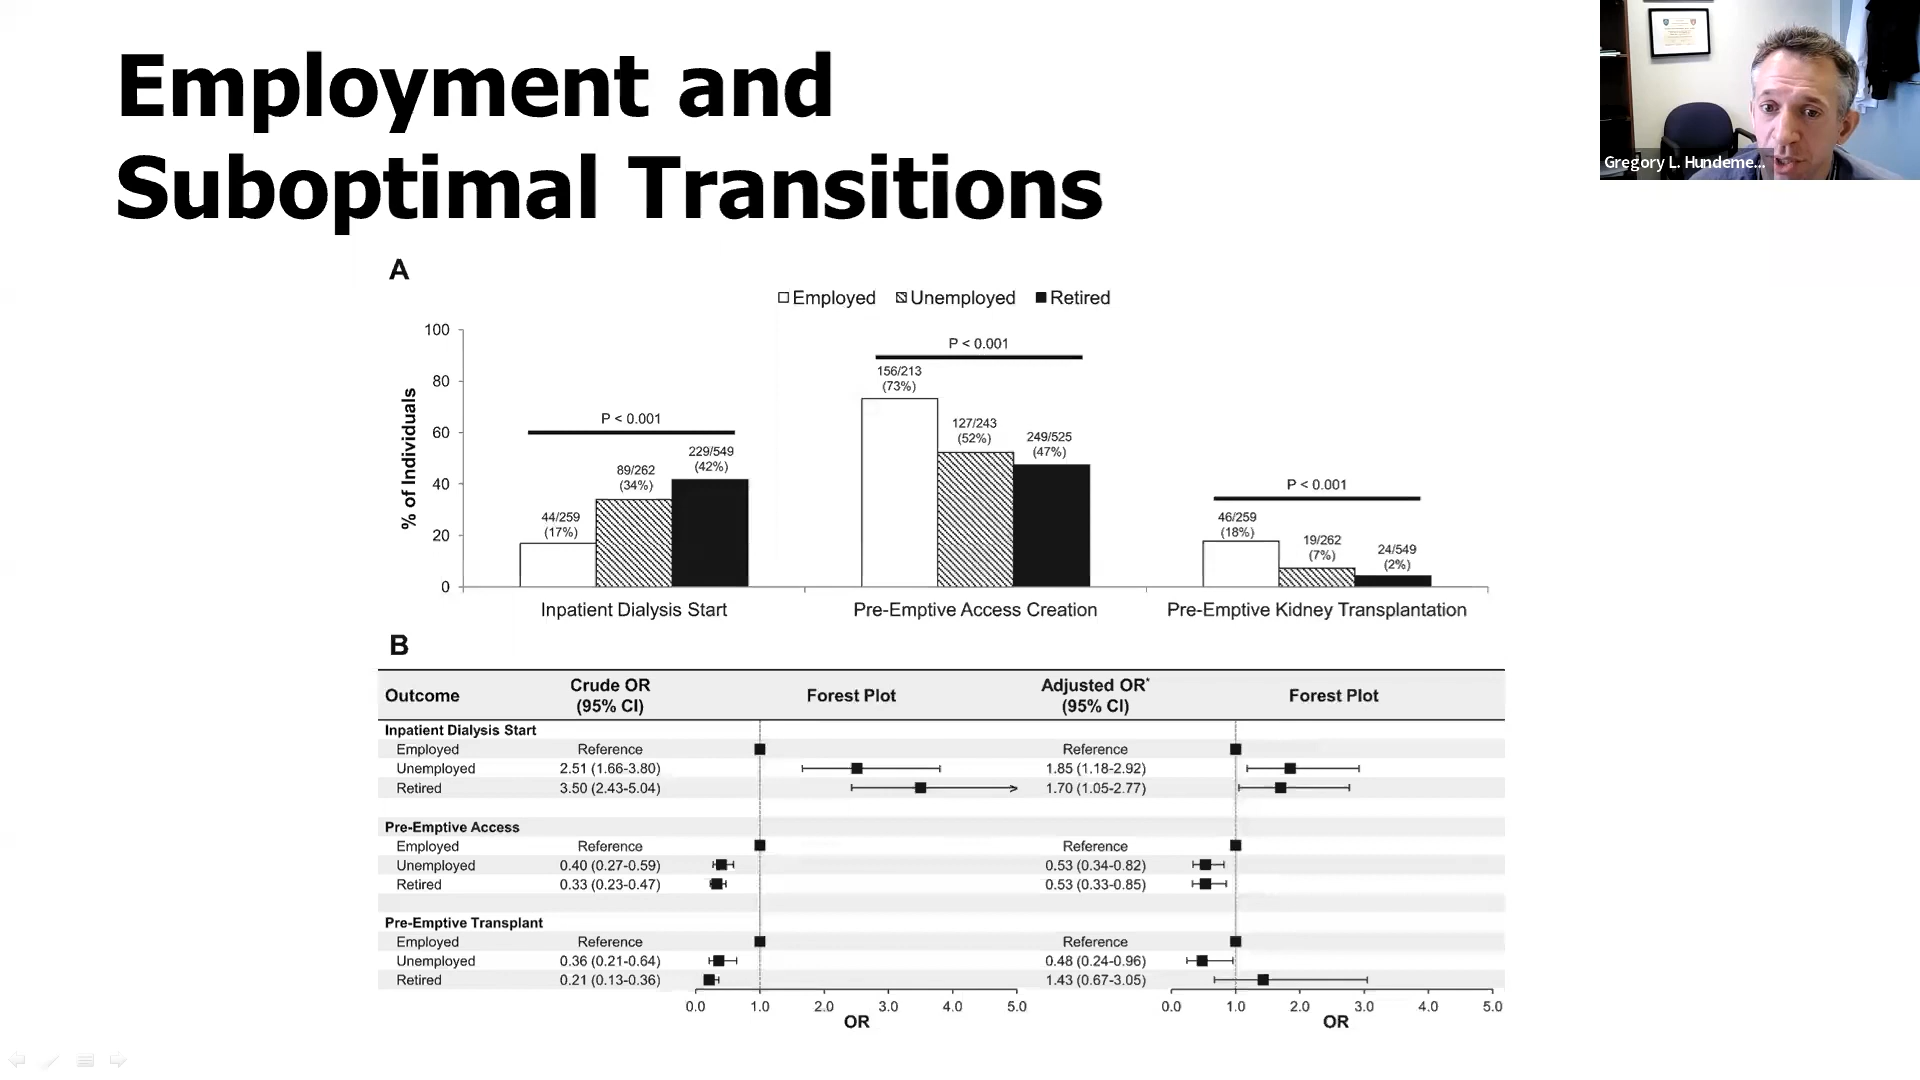 Employment and
Suboptimal Transitions
Gregory L. Hundeme...
A
Employed Unemployed Retired
% of Individuals
100
80
60
40
20
0
P < 0.001
44/259
(17%)
89/262
(34%)
229/549
(42%)
Inpatient Dialysis Start
P < 0.001
156/213
(73%)
127/243
(52%)
249/525
(47%)
Pre-Emptive Access Creation
P < 0.001
46/259
(18%)
19/262
(7%)
24/549
(2%)
Pre-Emptive Kidney Transplantation
B
Outcome Crude OR (95% CI) Forest Plot Adjusted OR* (95% CI) Forest Plot
Inpatient Dialysis Start
Employed Reference Reference
Unemployed 2.51 (1.66-3.80) 1.85 (1.18-2.92)
Retired 3.50 (2.43-5.04) 1.70 (1.05-2.77)
Pre-Emptive Access
Employed Reference Reference
Unemployed 0.40 (0.27-0.59) 0.53 (0.34-0.82)
Retired 0.33 (0.23-0.47) 0.53 (0.33-0.85)
Pre-Emptive Transplant
Employed Reference Reference
Unemployed 0.36 (0.21-0.64) 0.48 (0.24-0.96)
Retired 0.21 (0.13-0.36) 1.43 (0.67-3.05)
0.0 1.0 2.0 3.0 4.0 5.0 0.0 1.0 2.0 3.0 4.0 5.0
OR OR